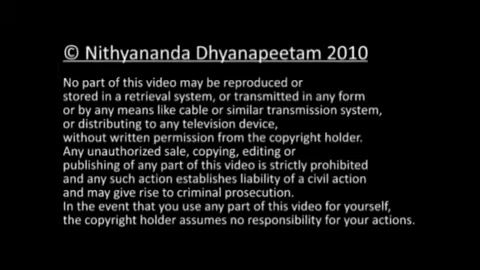 © Nithyananda Dhyanapeetam 2010
No part of this video may be reproduced or
stored in a retrieval system, or transmitted in any form
or by any means like cable or similar transmission system,
or distributing to any television device,
without written permission from the copyright holder.
Any unauthorized sale, copying, editing or
publishing of any part of this video is strictly prohibited
and any such action establishes liability of a civil action
and may give rise to criminal prosecution.
In the event that you use any part of this video for yourself,
the copyright holder assumes no responsibility for your actions.